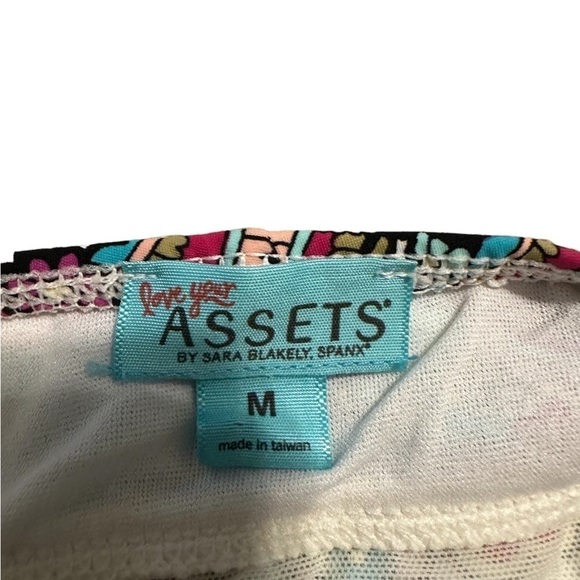 love your
ASSETS®
BY SARA BLAKELY, SPANX®
M
made in taiwan